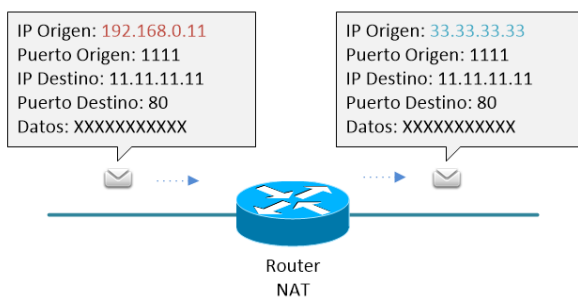 IP Origen: 192.168.0.11
Puerto Origen: 1111
IP Destino: 11.11.11.11
Puerto Destino: 80
Datos: XXXXXXXXXXX
IP Origen: 33.33.33.33
Puerto Origen: 1111
IP Destino: 11.11.11.11
Puerto Destino: 80
Datos: XXXXXXXXXXX
Router
NAT